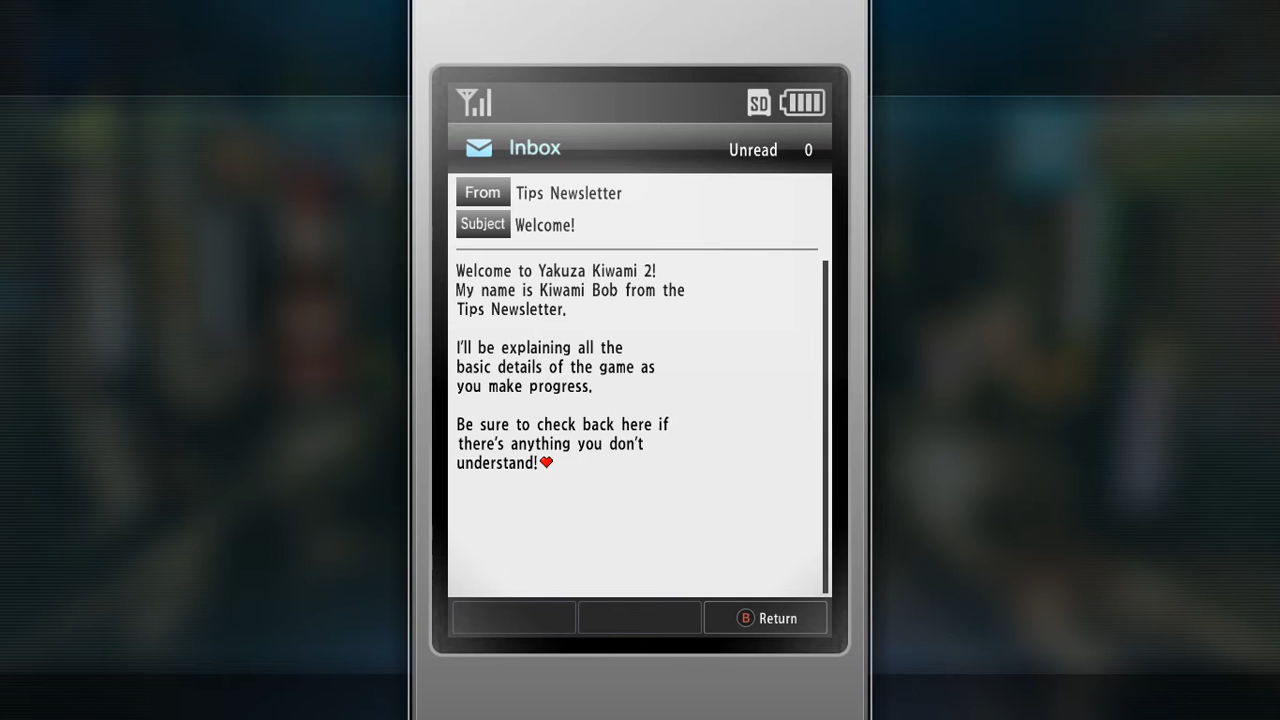 SD
Inbox
Unread 0
From Tips Newsletter
Subject Welcome!
Welcome to Yakuza Kiwami 2!
My name is Kiwami Bob from the
Tips Newsletter.
I'll be explaining all the
basic details of the game as
you make progress.
Be sure to check back here if
there's anything you don't
understand!
B Return